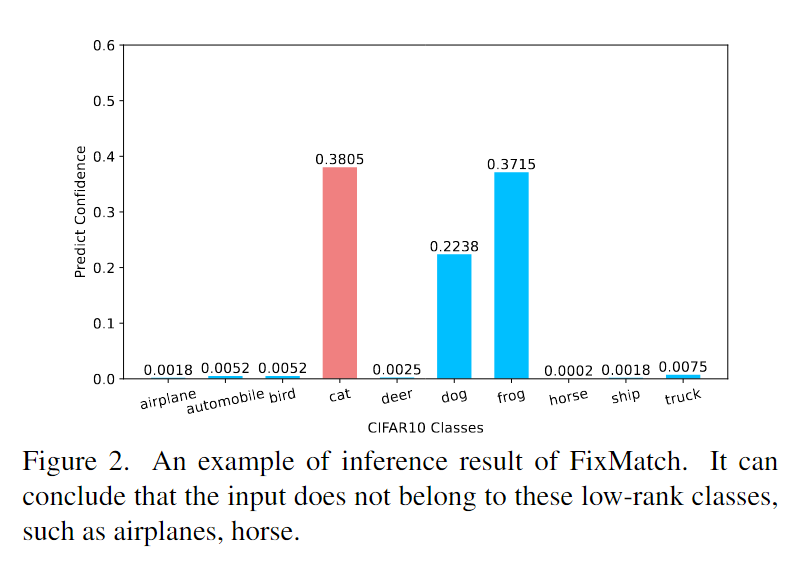 0.6
0.5
0.4
0.3
0.2
0.1
0.0
Predict Confidence
0.0018 0.0052 0.0052 0.3805 0.0025 0.2238 0.3715 0.0002 0.0018 0.0075
airplane automobile bird cat deer dog frog horse ship truck
CIFAR10 Classes
Figure 2. An example of inference result of FixMatch. It can
conclude that the input does not belong to these low-rank classes,
such as airplanes, horse.